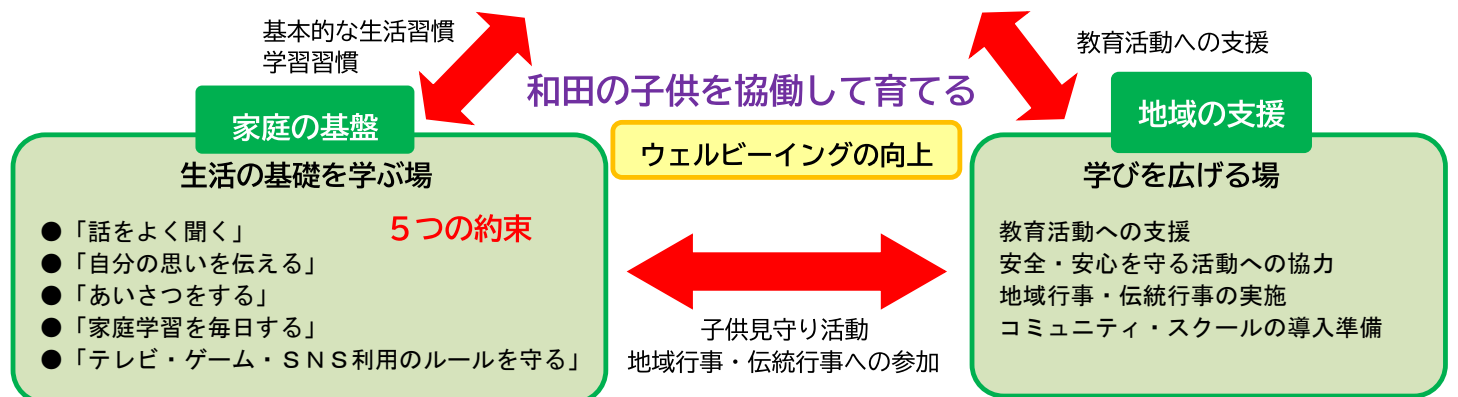 基本的な生活習慣
学習習慣
教育活動への支援
和田の子供を協働して育てる
家庭の基盤
地域の支援
ウェルビーイングの向上
生活の基礎を学ぶ場
５つの約束
●「話をよく聞く」
●「自分の思いを伝える」
●「あいさつをする」
●「家庭学習を毎日する」
●「テレビ・ゲーム・ＳＮＳ利用のルールを守る」
子供見守り活動
地域行事・伝統行事への参加
学びを広げる場
教育活動への支援
安全・安心を守る活動への協力
地域行事・伝統行事の実施
コミュニティ・スクールの導入準備